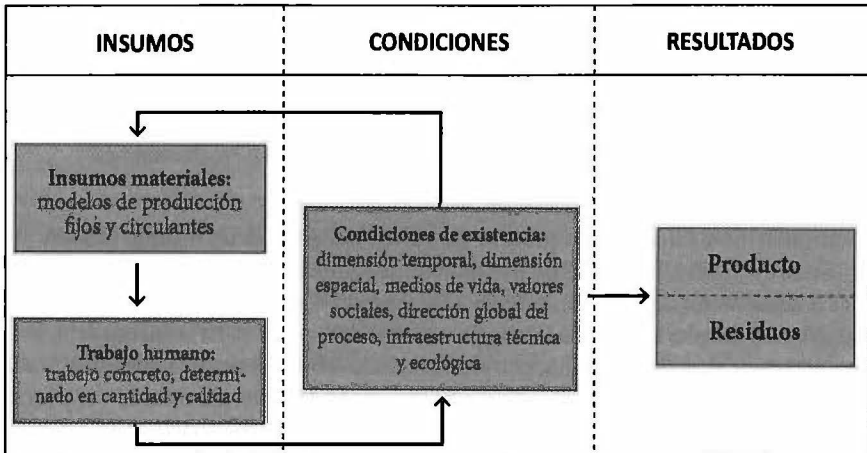 INSUMOS
CONDICIONES
RESULTADOS
Insumos materiales:
modelos de producción
fijos y circulantes
Trabajo humano:
trabajo concreto, determi-
nado en cantidad y calidad
Condiciones de existencia:
dimensión temporal, dimensión
espacial, medios de vida, valores
sociales, dirección global del
proceso, infraestructura técnica
y ecológica
Producto
Residuos